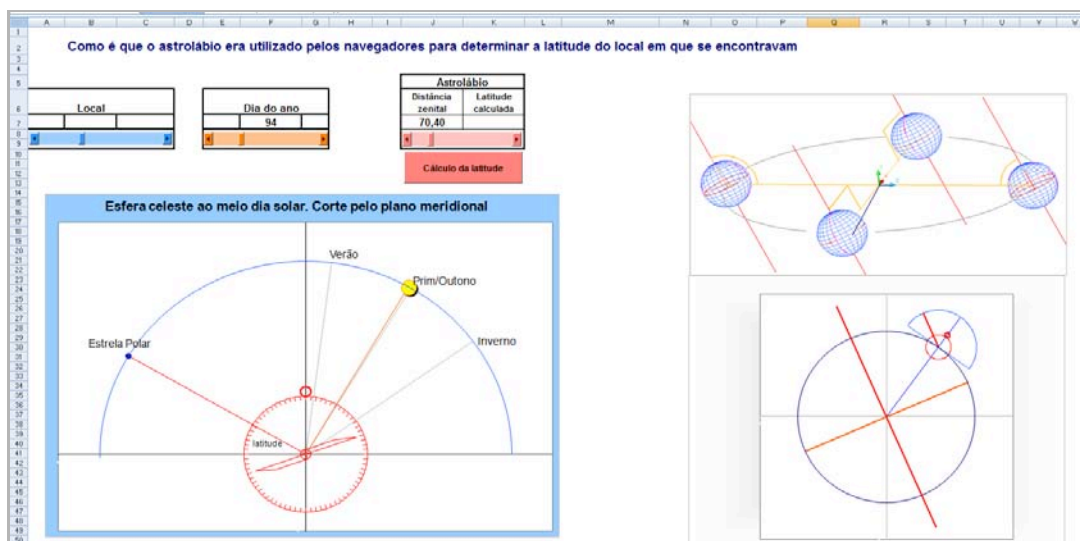 A B C D E F G H I J K L M N O P Q R S T U V W
Como é que o astrolábio era utilizado pelos navegadores para determinar a latitude do local em que se encontravam
Local
Dia do ano
94
Astrolábio
Distância zenital
Latitude calculada
70,40
Cálculo da latitude
Esfera celeste ao meio dia solar. Corte pelo plano meridional
Verão
Prim/Outono
Estrela Polar
Inverno
latitude